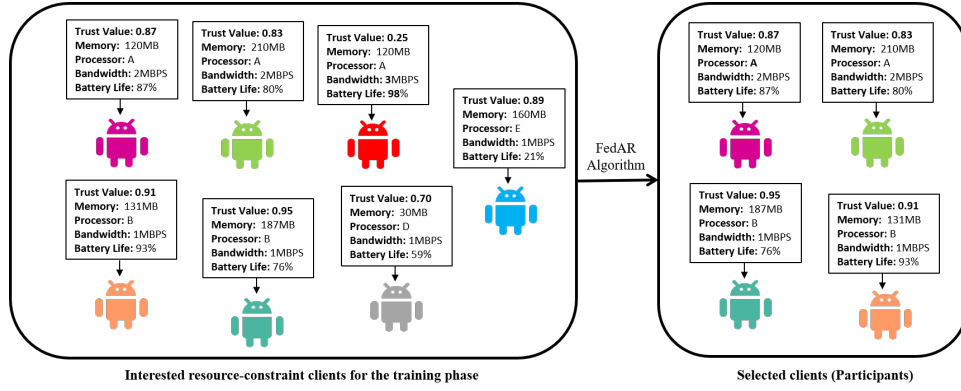 Trust Value: 0.87
Memory: 120MB
Processor: A
Bandwidth: 2MBPS
Battery Life: 87%
Trust Value: 0.83
Memory: 210MB
Processor: A
Bandwidth: 2MBPS
Battery Life: 80%
Trust Value: 0.25
Memory: 120MB
Processor: A
Bandwidth: 3MBPS
Battery Life: 98%
Trust Value: 0.89
Memory: 160MB
Processor: E
Bandwidth: 1MBPS
Battery Life: 21%
Trust Value: 0.91
Memory: 131MB
Processor: B
Bandwidth: 1MBPS
Battery Life: 93%
Trust Value: 0.95
Memory: 187MB
Processor: B
Bandwidth: 1MBPS
Battery Life: 76%
Trust Value: 0.70
Memory: 30MB
Processor: D
Bandwidth: 1MBPS
Battery Life: 59%
Interested resource-constraint clients for the training phase
FedAR
Algorithm
Trust Value: 0.87
Memory: 120MB
Processor: A
Bandwidth: 2MBPS
Battery Life: 87%
Trust Value: 0.83
Memory: 210MB
Processor: A
Bandwidth: 2MBPS
Battery Life: 80%
Trust Value: 0.95
Memory: 187MB
Processor: B
Bandwidth: 1MBPS
Battery Life: 76%
Trust Value: 0.91
Memory: 131MB
Processor: B
Bandwidth: 1MBPS
Battery Life: 93%
Selected clients (Participants)